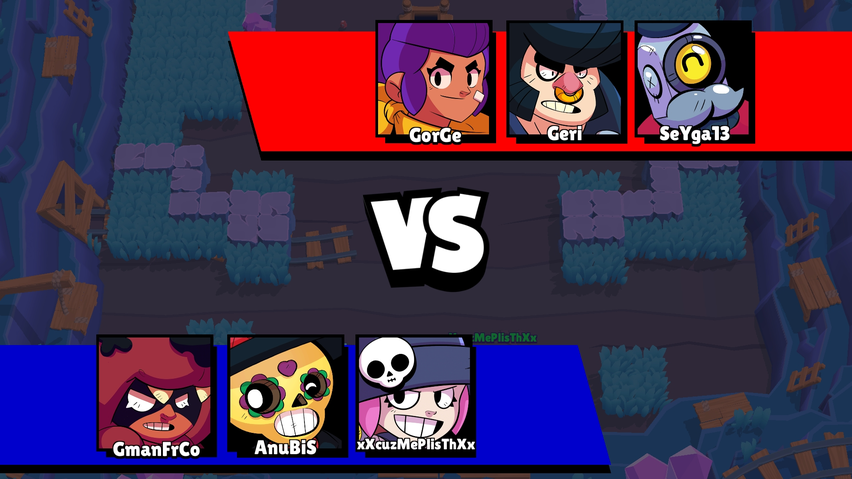 GorGe
Geri
SeYga13
VS
GmanFrCo
AnuBiS
xXcuzMePlisThXx